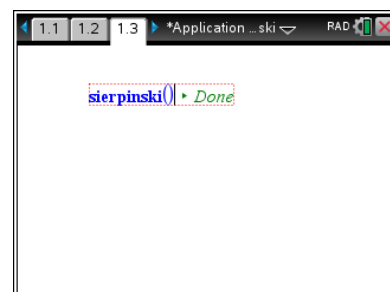 1.1 1.2 1.3 *Application ...ski RAD
sierpinski() ▸ Done